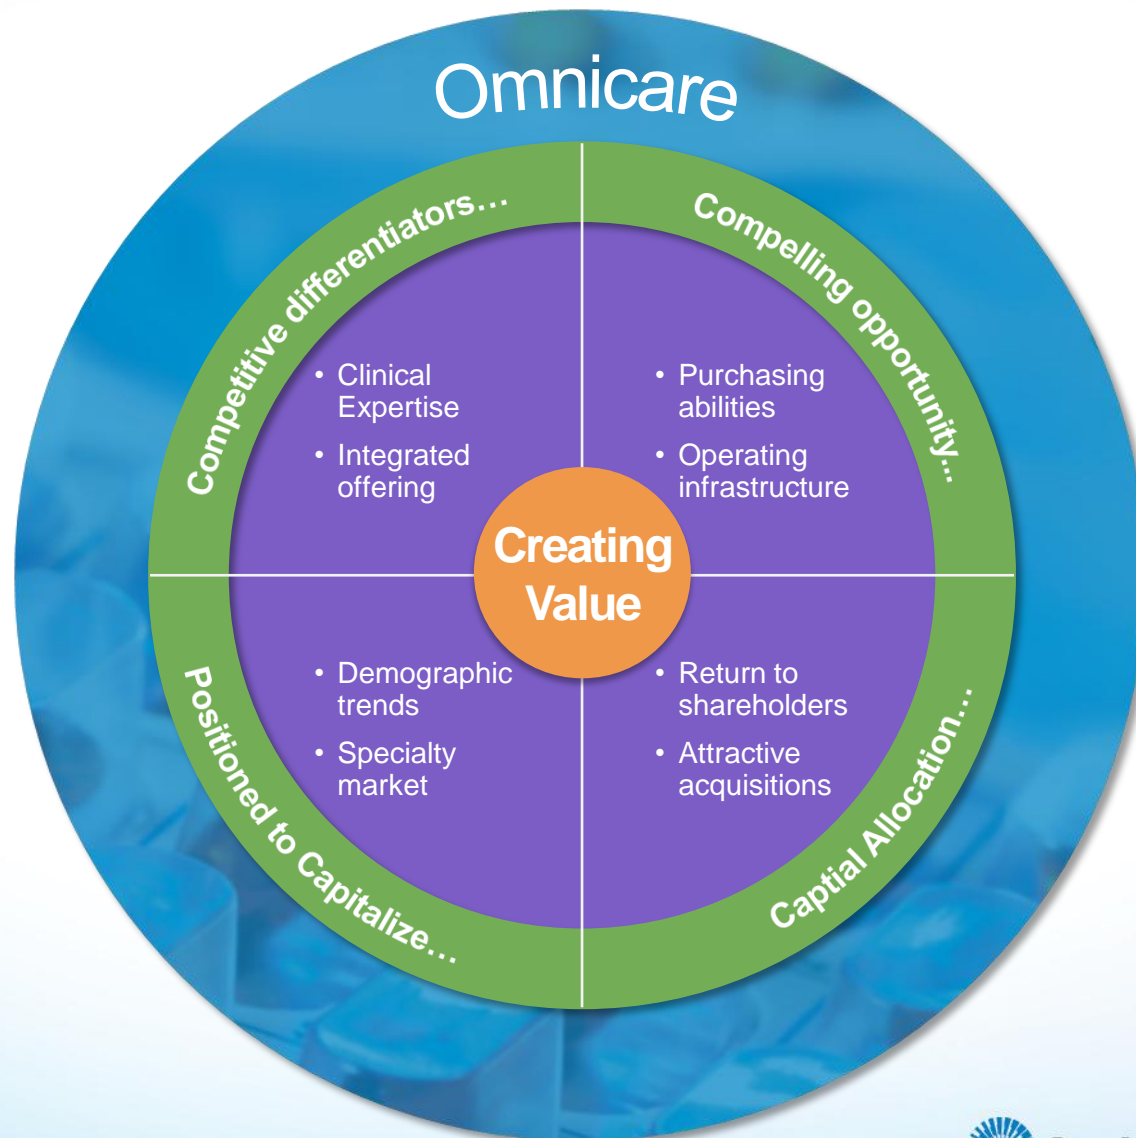 Omnicare
Competitive differentiators...
Compelling opportunity...
• Clinical
Expertise
• Integrated
offering
• Purchasing
abilities
• Operating
infrastructure
Creating
Value
• Demographic
trends
• Specialty
market
• Return to
shareholders
• Attractive
acquisitions
Positioned to Capitalize...
Captial Allocation...